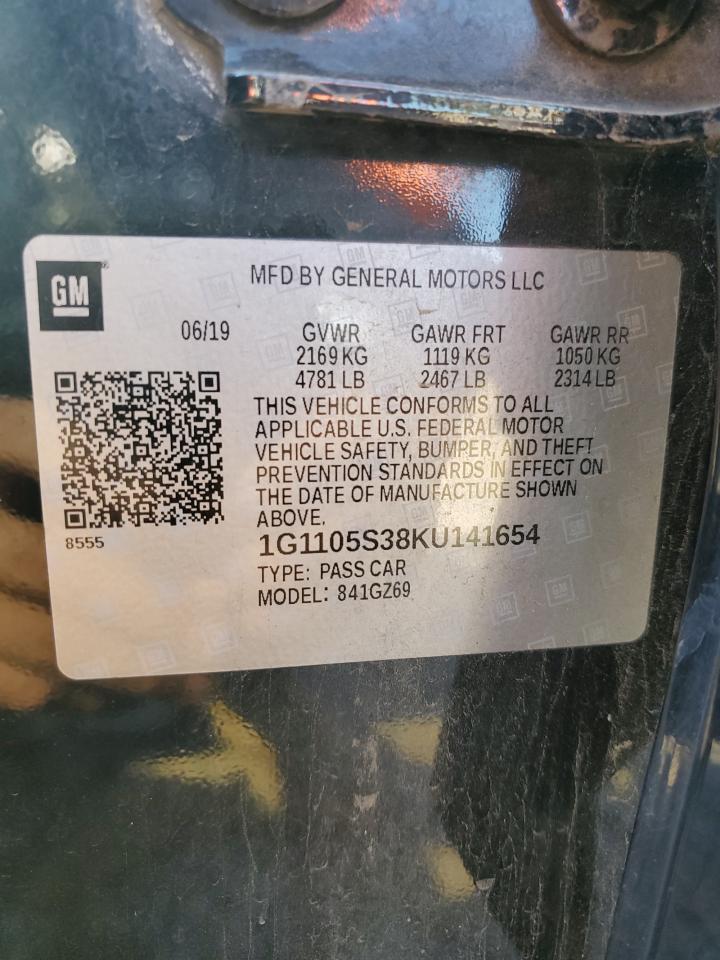 GM
MFD BY GENERAL MOTORS LLC
06/19 GVWR GAWR FRT GAWR RR
2169 KG 1119 KG 1050 KG
4781 LB 2467 LB 2314 LB
THIS VEHICLE CONFORMS TO ALL
APPLICABLE U.S. FEDERAL MOTOR
VEHICLE SAFETY, BUMPER, AND THEFT
PREVENTION STANDARDS IN EFFECT ON
THE DATE OF MANUFACTURE SHOWN
ABOVE.
8555
1G1105S38KU141654
TYPE: PASS CAR
MODEL: 841GZ69